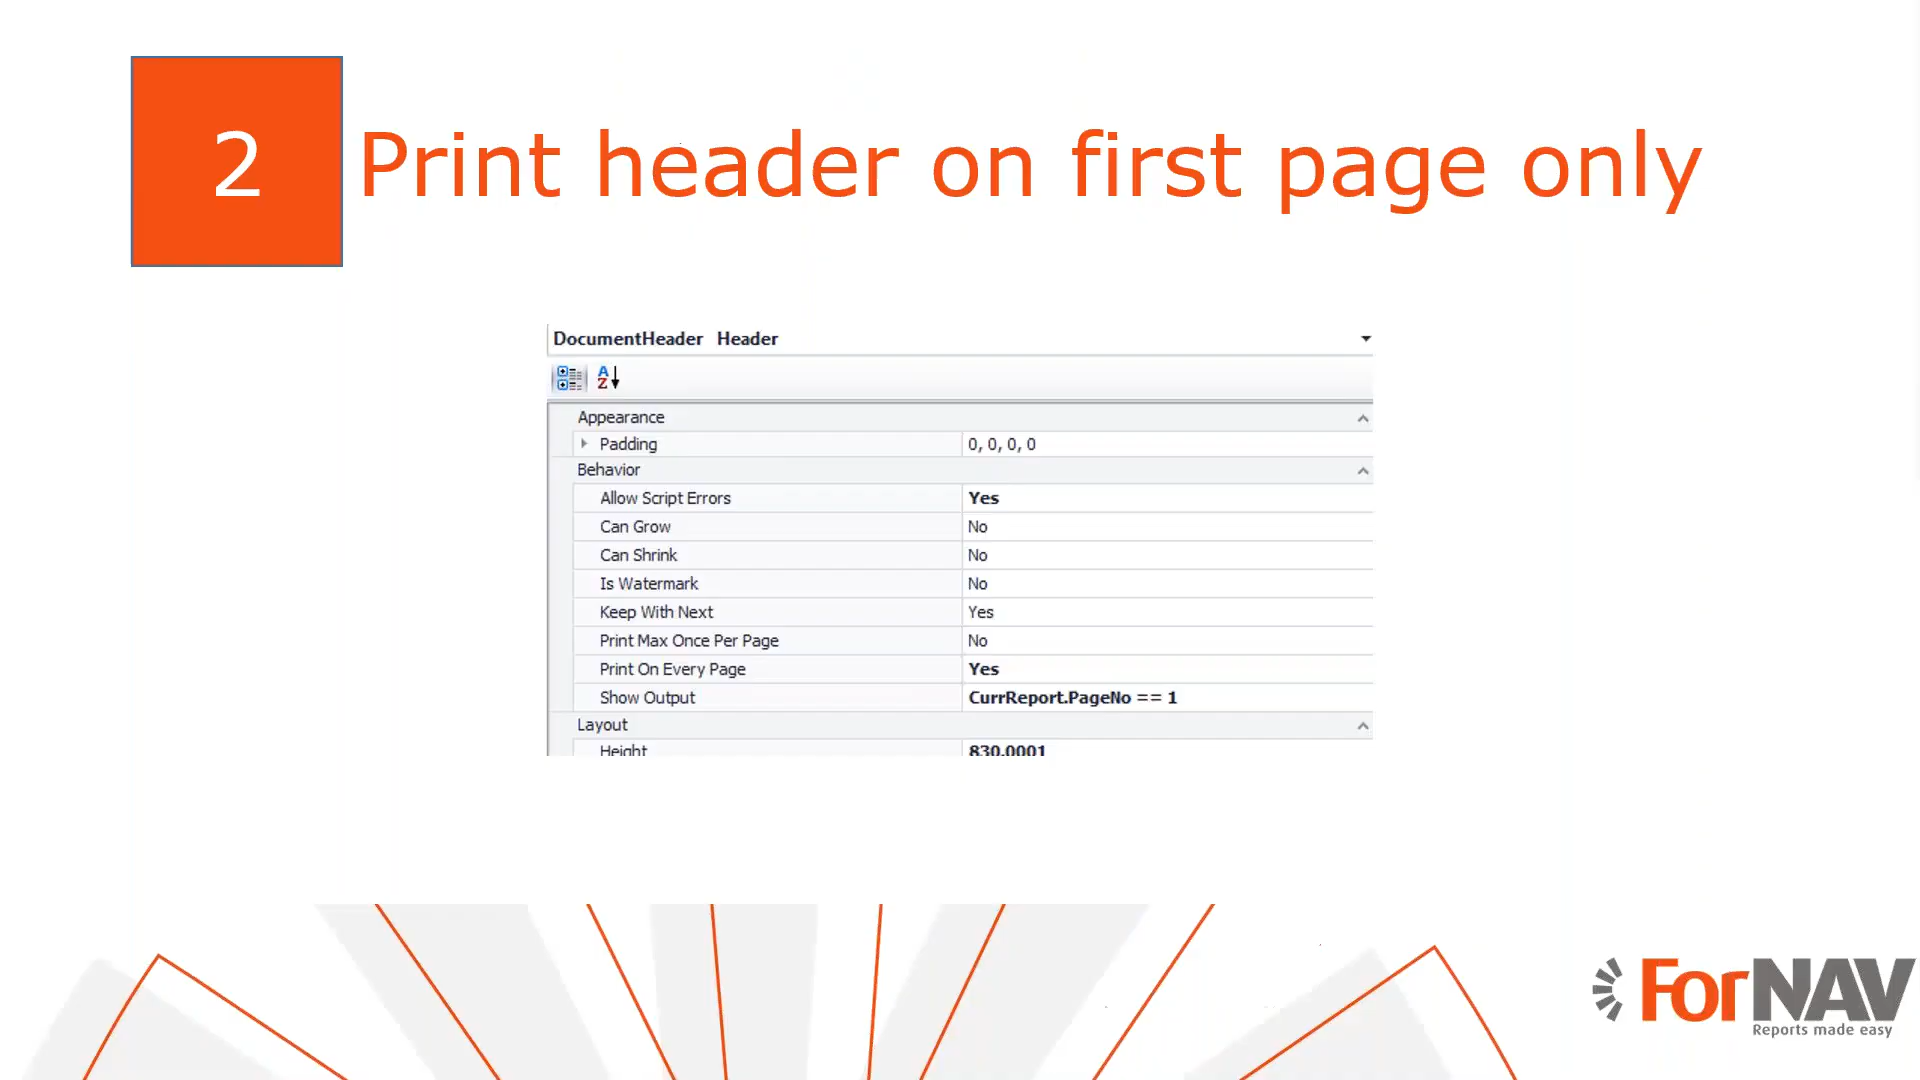 2 Print header on first page only
DocumentHeader Header
Appearance
Padding 0, 0, 0, 0
Behavior
Allow Script Errors Yes
Can Grow No
Can Shrink No
Is Watermark No
Keep With Next Yes
Print Max Once Per Page No
Print On Every Page Yes
Show Output CurrReport.PageNo == 1
Layout
Height 830.0001
ForNAV
Reports made easy